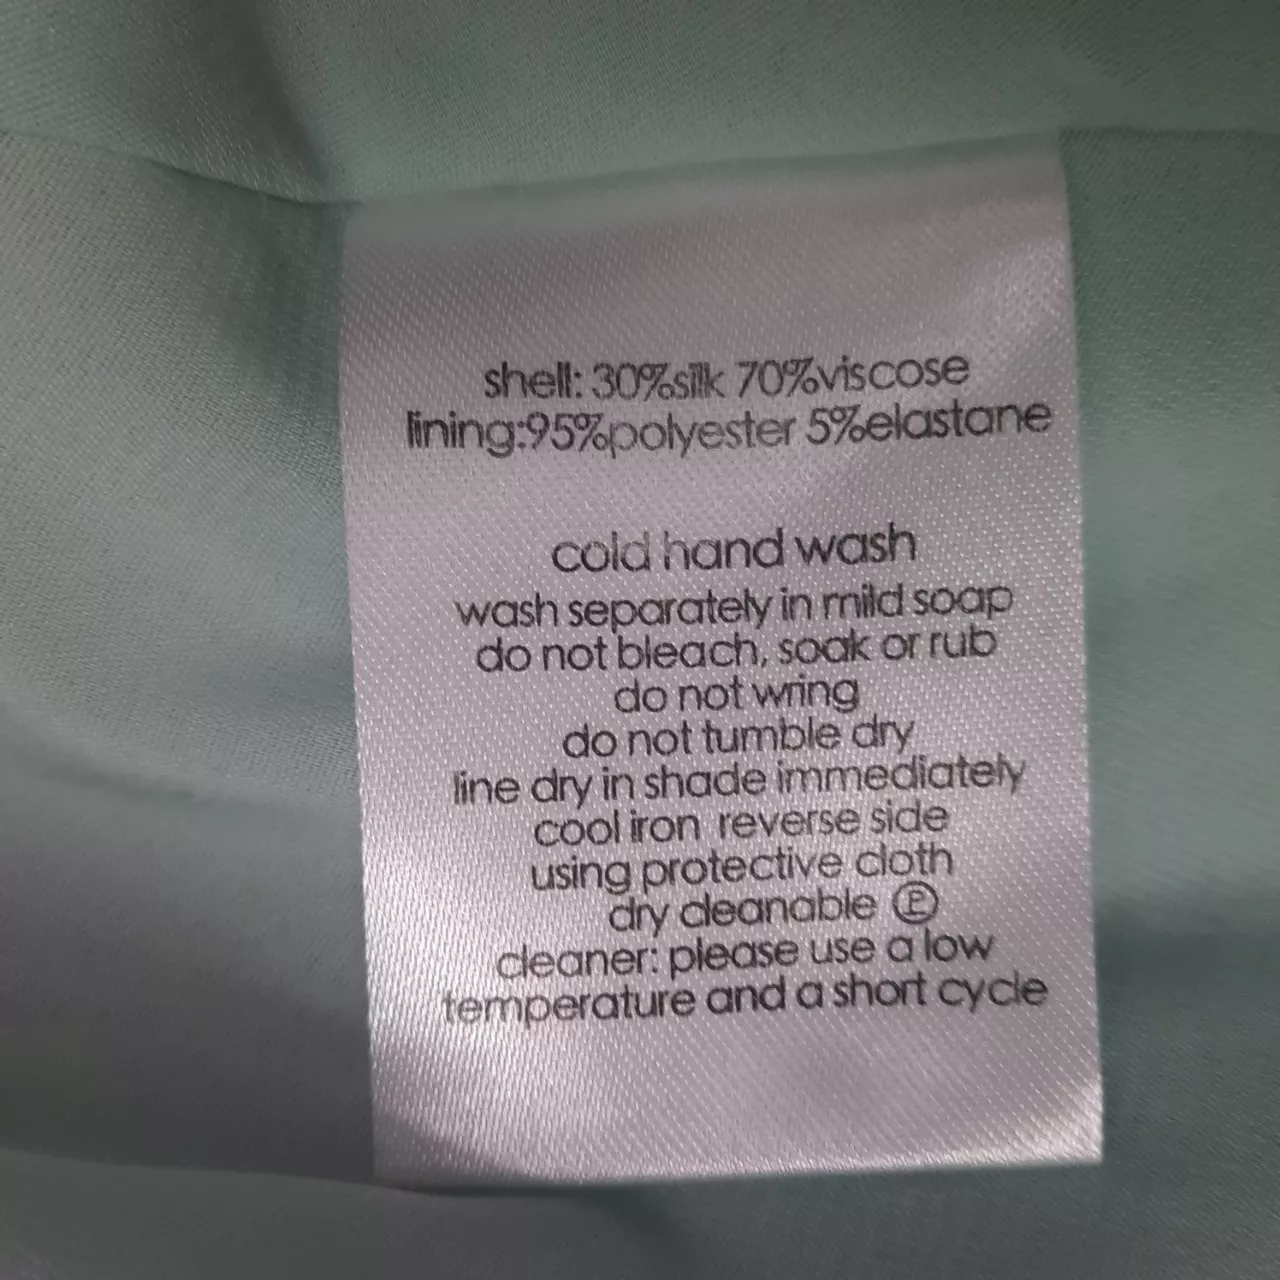 shell: 30%silk 70%viscose
lining:95%polyester 5%elastane
cold hand wash
wash separately in mild soap
do not bleach, soak or rub
do not wring
do not tumble dry
line dry in shade immediately
cool iron reverse side
using protective cloth
dry cleanable Ⓟ
cleaner: please use a low
temperature and a short cycle